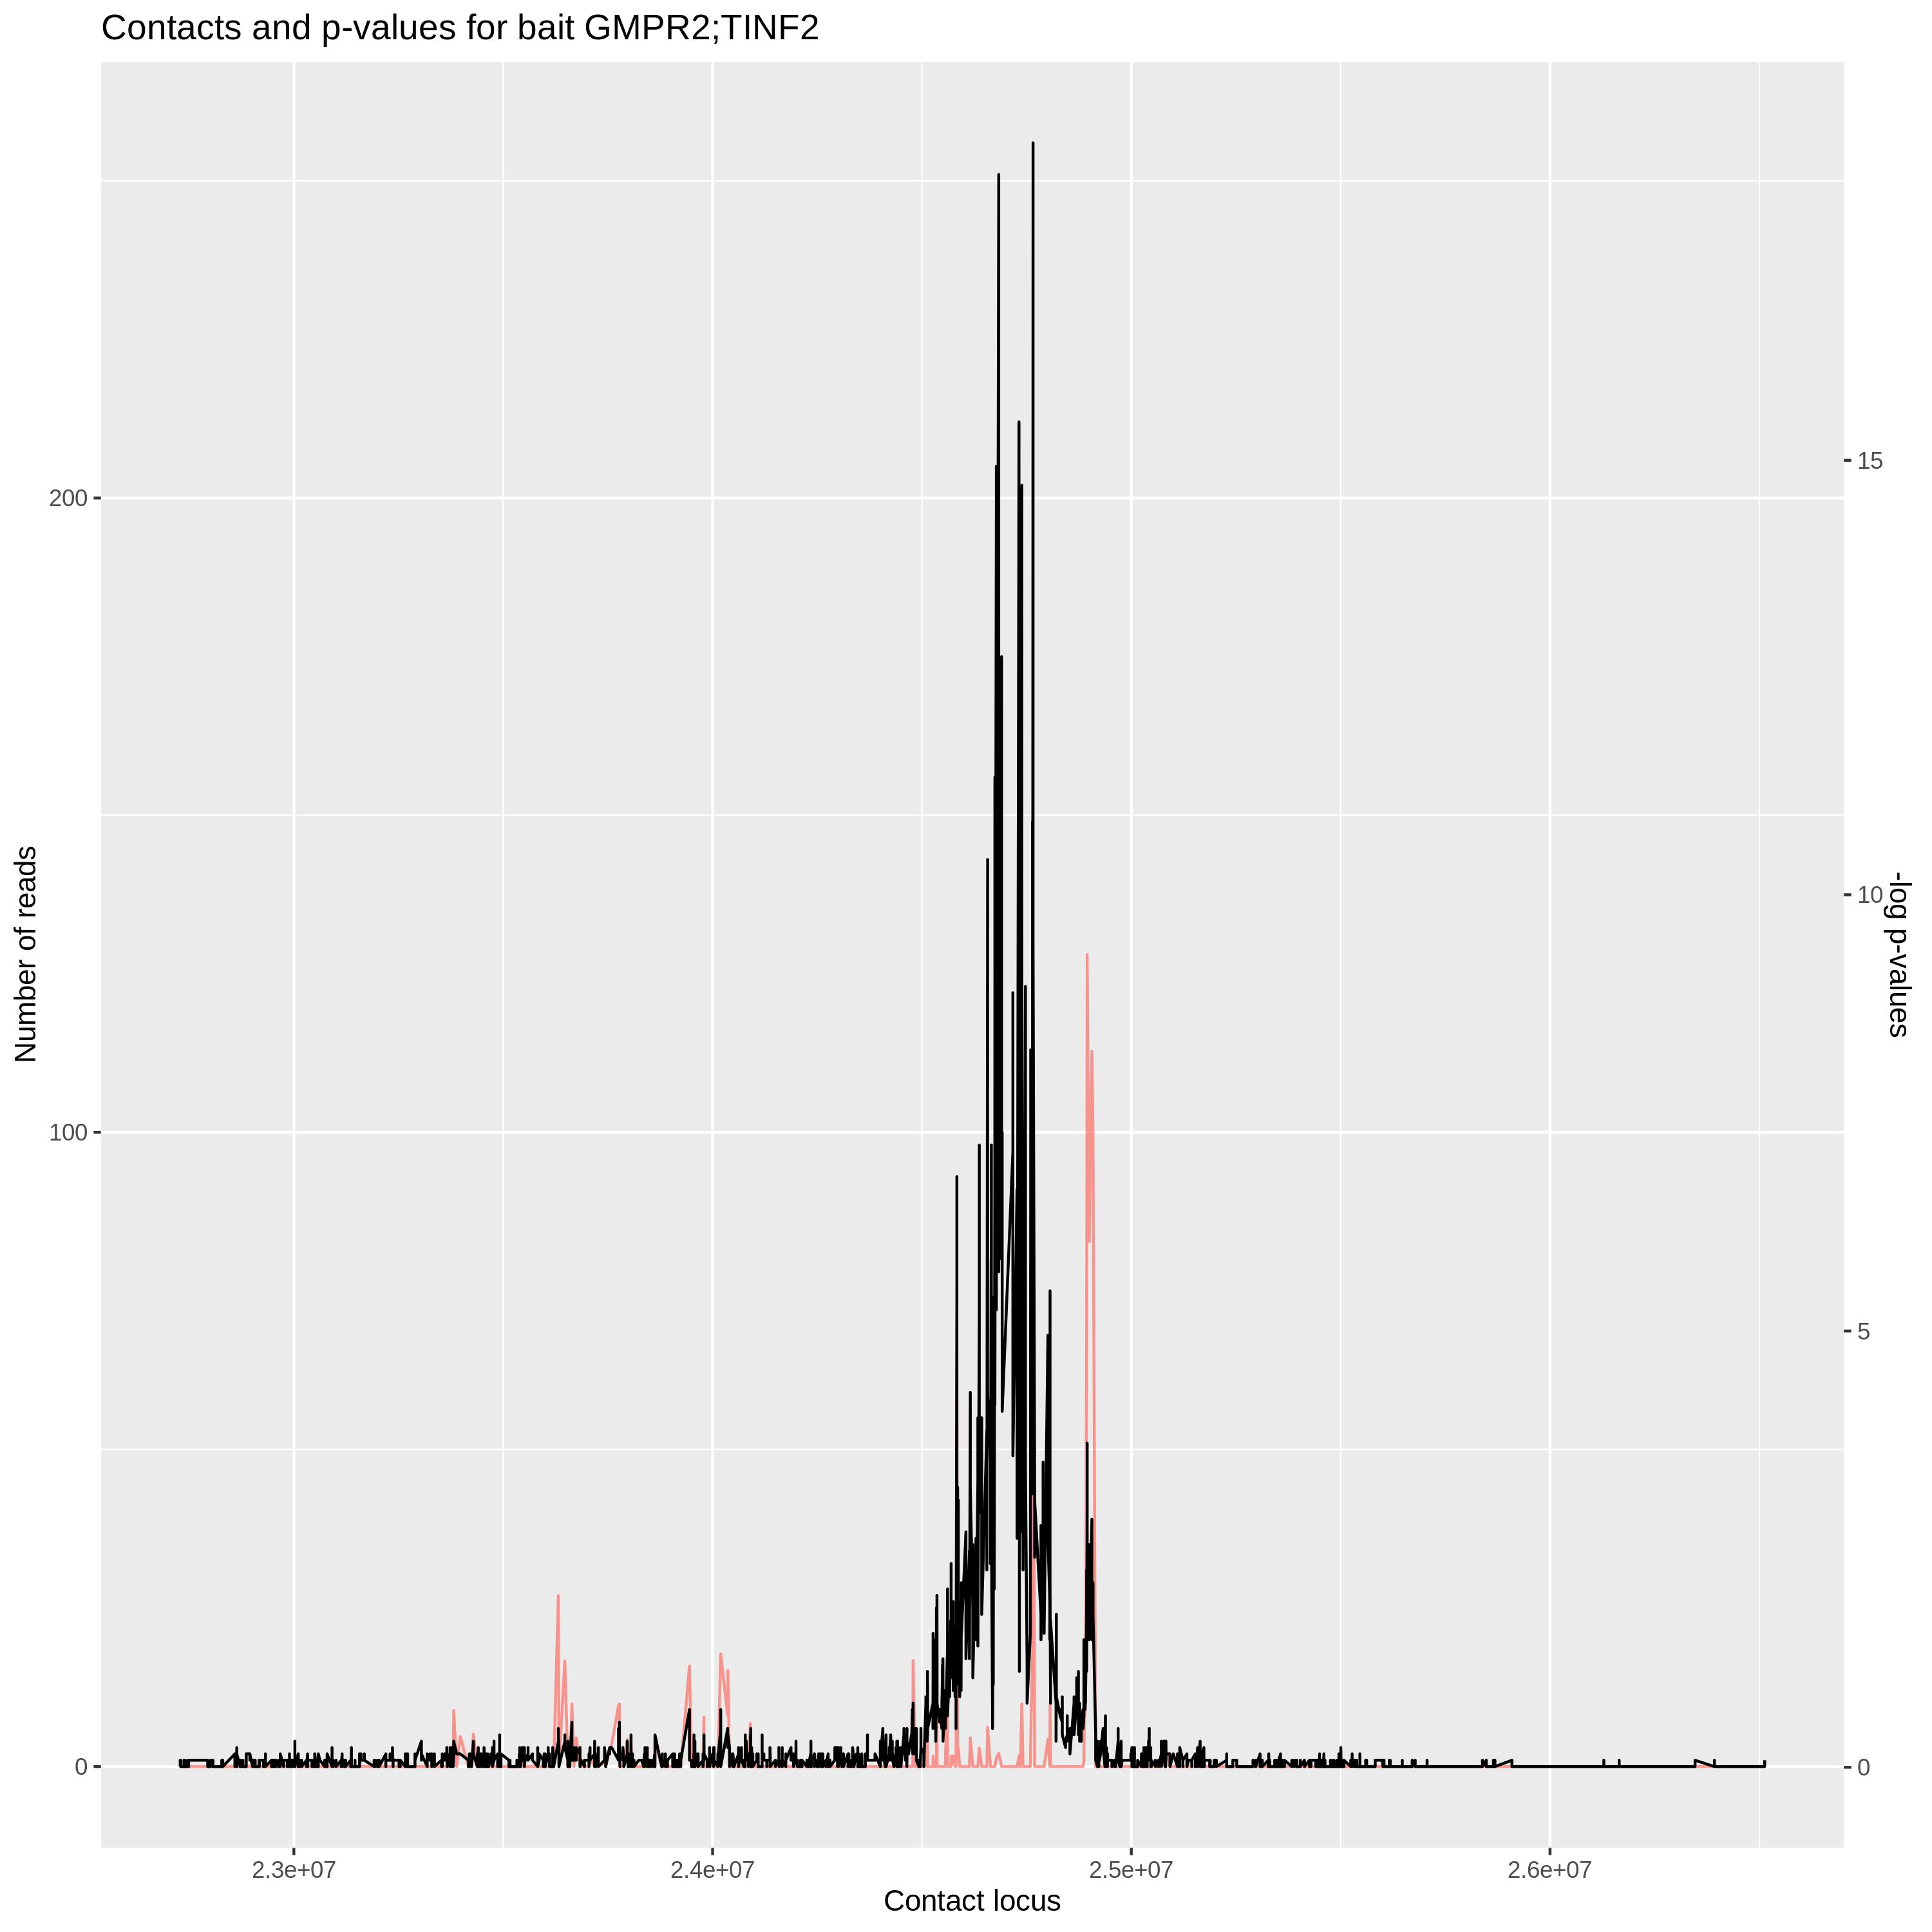 Contacts and p-values for bait GMPR2;TINF2
Number of reads
200
100
0
15
10
5
0
-log p-values
2.3e+07
2.4e+07
2.5e+07
2.6e+07
Contact locus